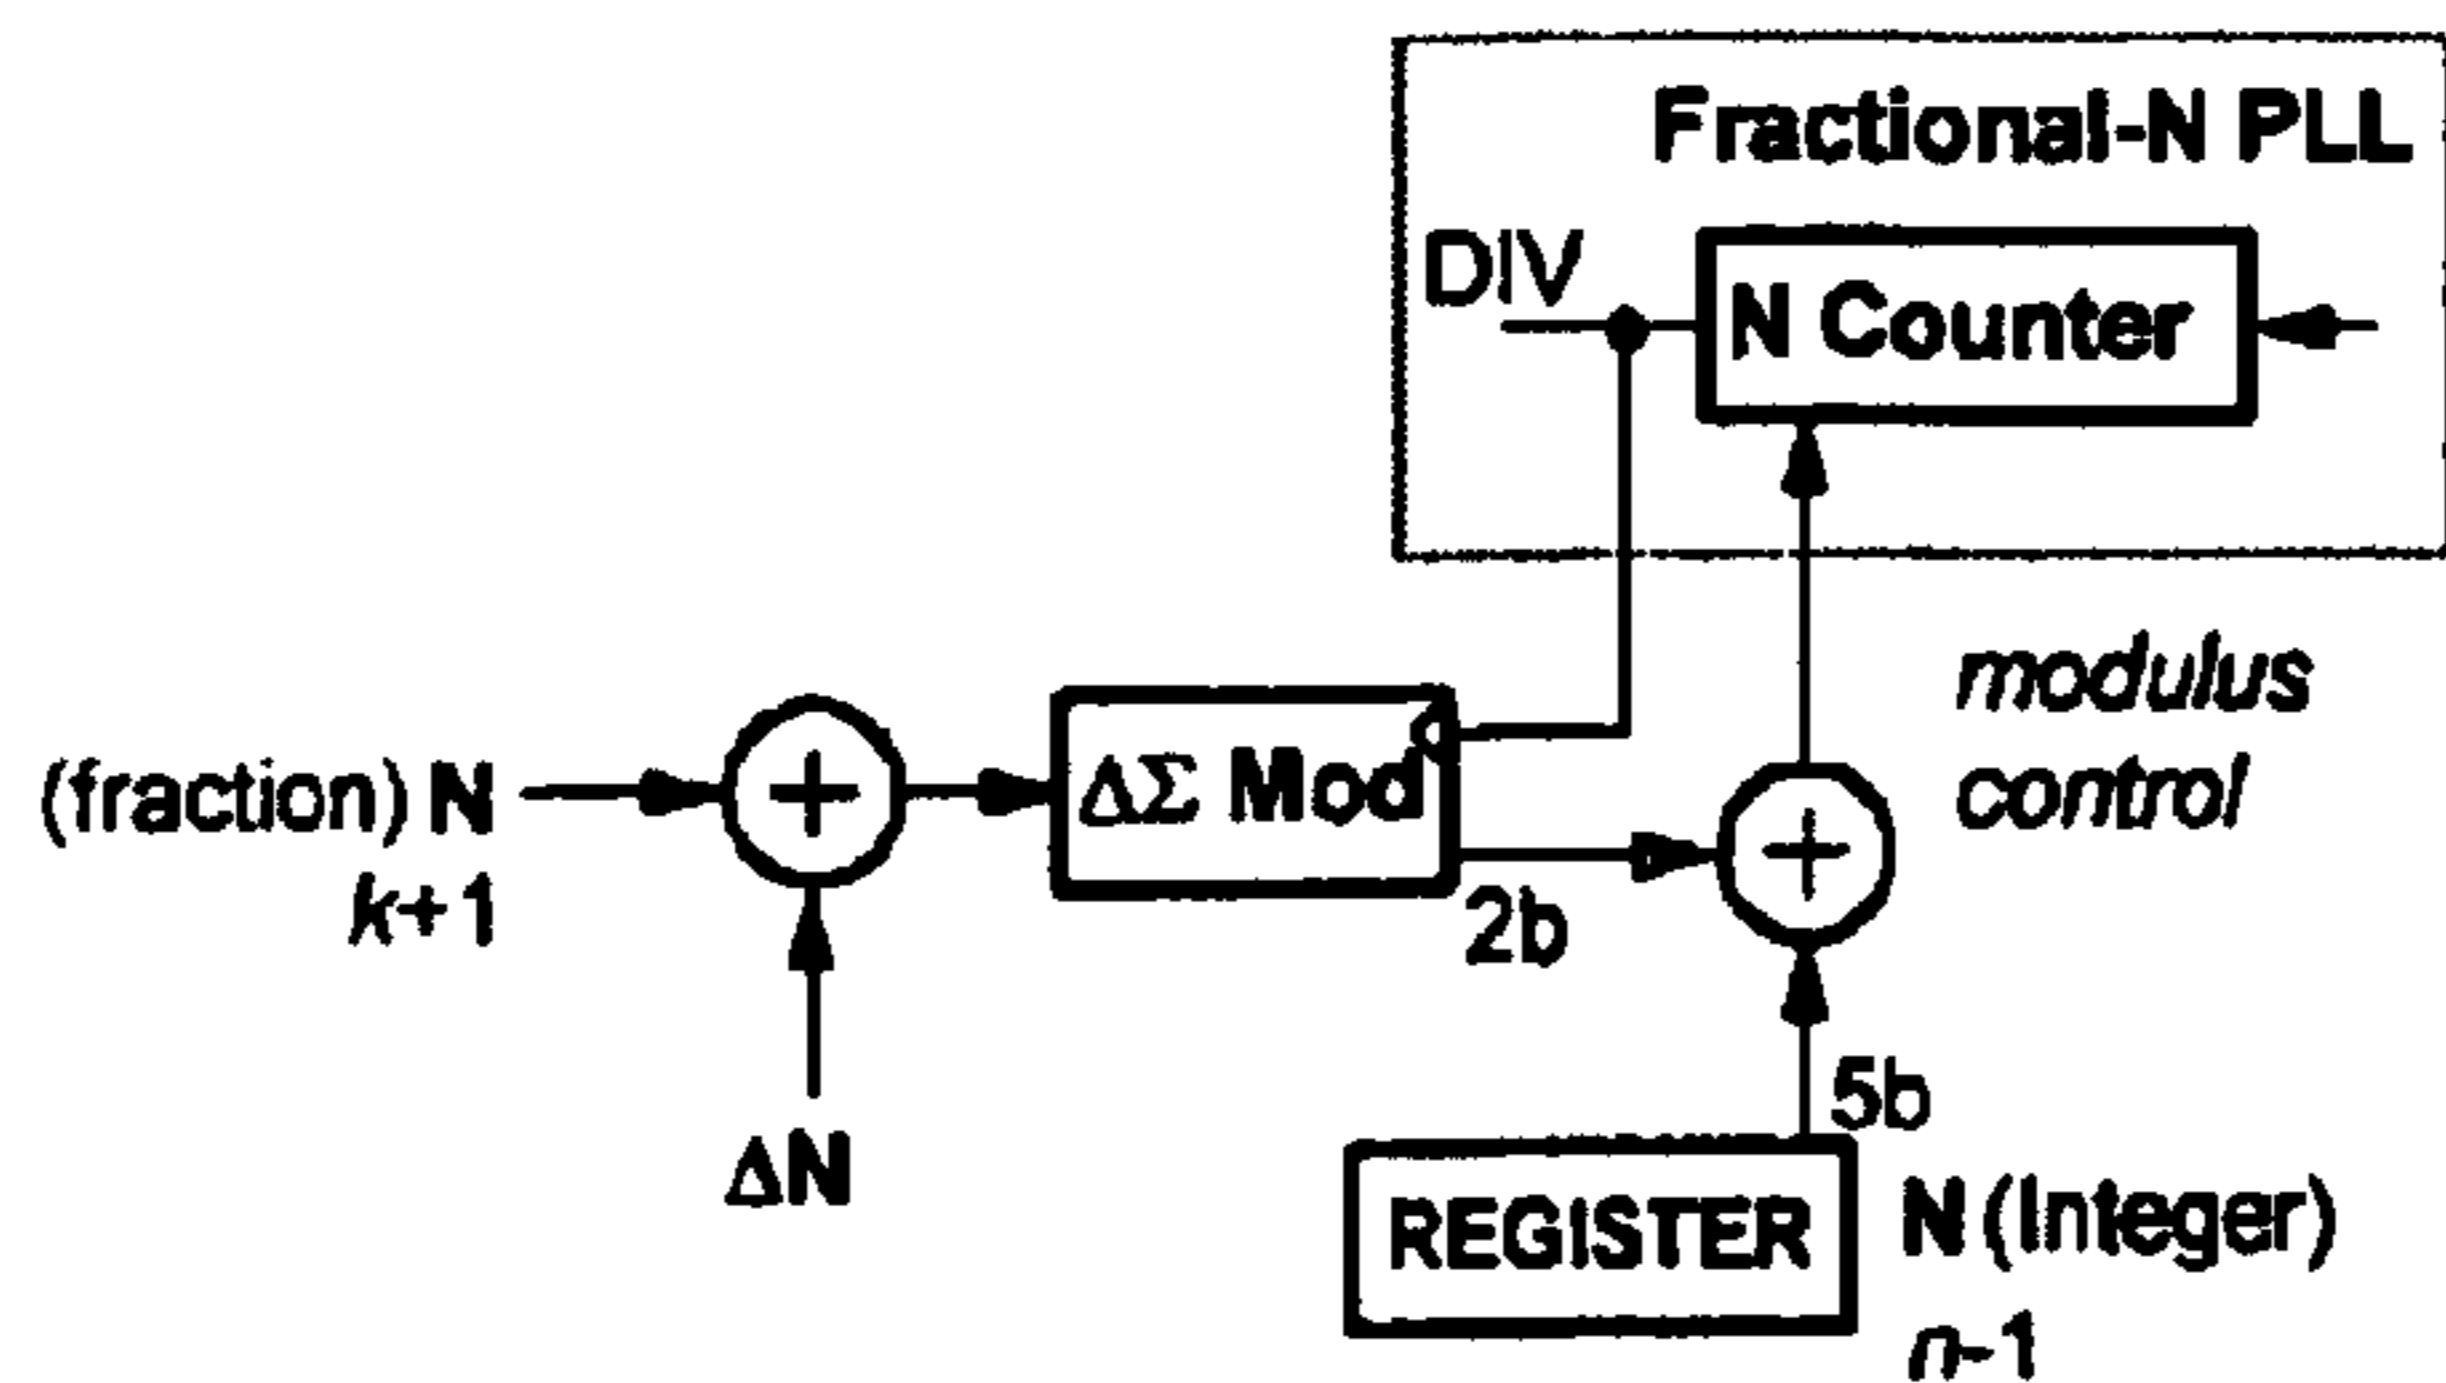 Fractional-N PLL
DIV
N Counter
modulus
control
(fraction) N
k+1
+
ΔΣ Mod
+
2b
ΔN
5b
REGISTER
N (Integer)
n-1